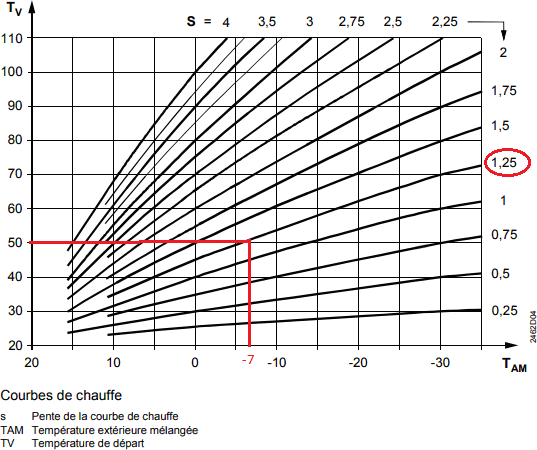 T_V
S = 4 3,5 3 2,75 2,5 2,25
110
100
90
80
70
60
50
40
30
20
2
1,75
1,5
1,25
1
0,75
0,5
0,25
20 10 0 -7 -10 -20 -30 T_AM
2462D04
Courbes de chauffe
s Pente de la courbe de chauffe
TAM Température extérieure mélangée
TV Température de départ